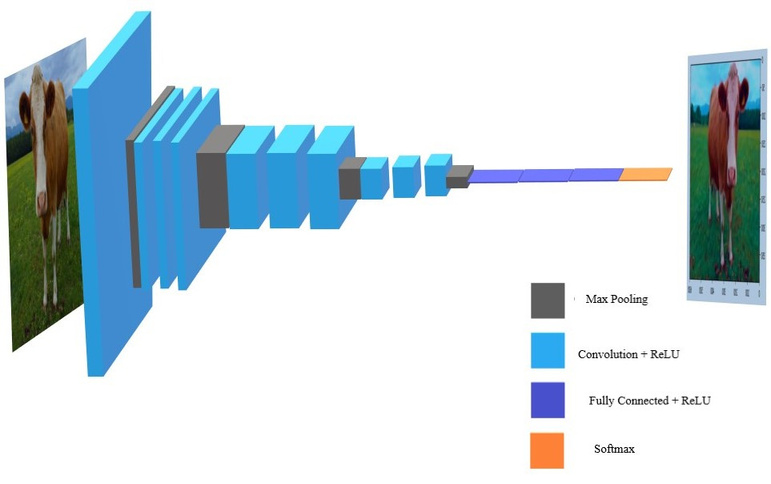 Max Pooling
Convolution + ReLU
Fully Connected + ReLU
Softmax